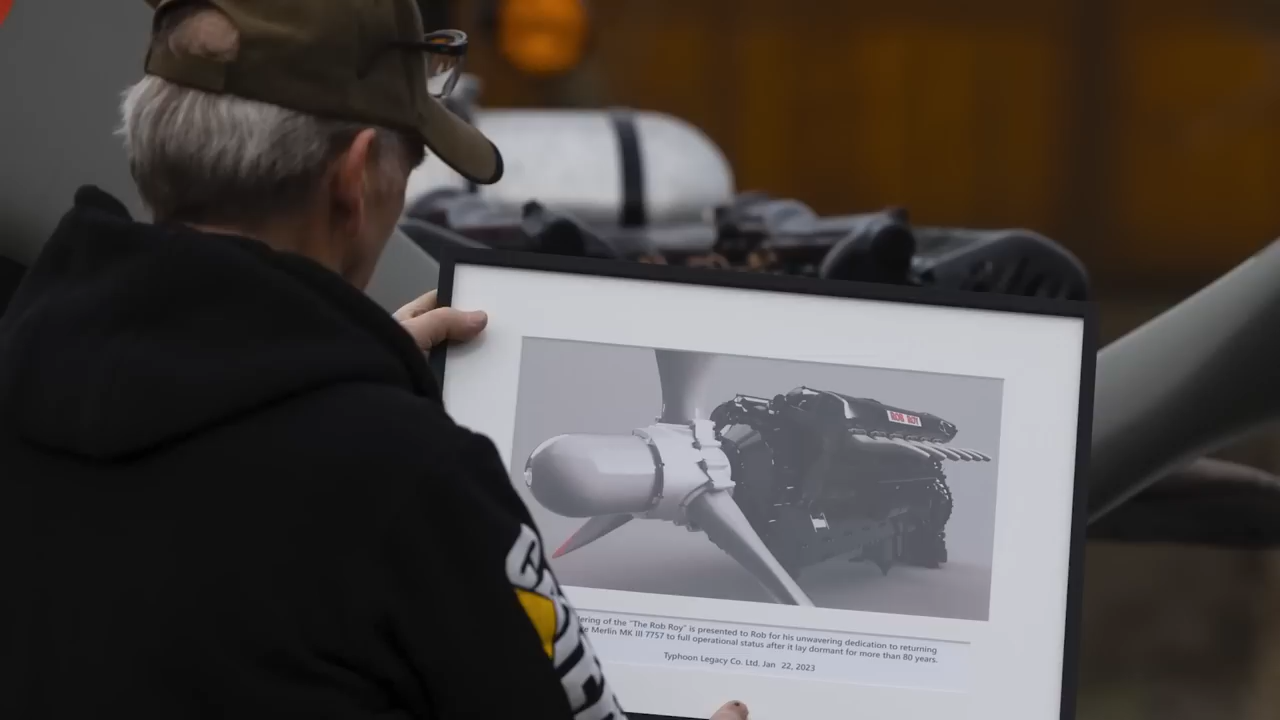 ROB ROY
ering of the "The Rob Roy" is presented to Rob for his unwavering dedication to returning
e Merlin MK III 7757 to full operational status after it lay dormant for more than 80 years.
Typhoon Legacy Co. Ltd. Jan 22, 2023